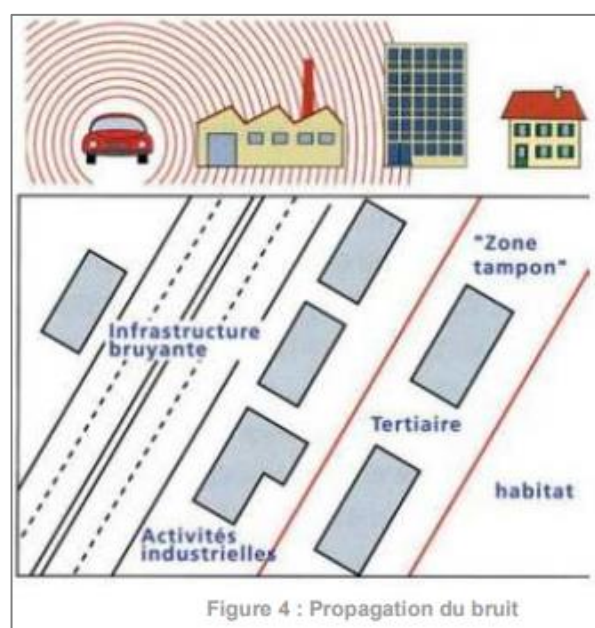 "Zone
tampon"
Infrastructure
bruyante
Tertiaire
habitat
Activités
industrielles
Figure 4 : Propagation du bruit